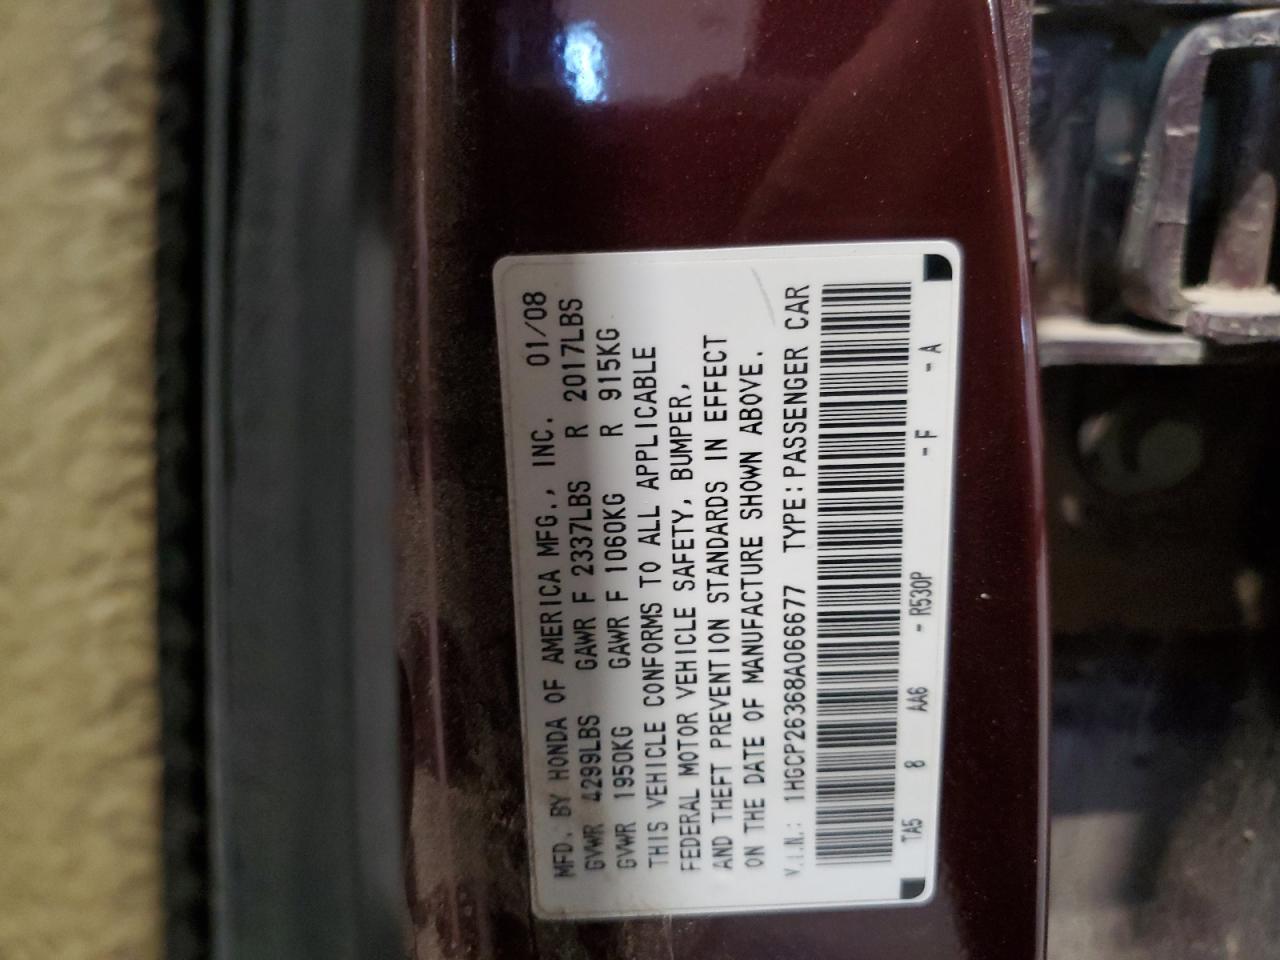 MFD. BY HONDA OF AMERICA MFG., INC. 01/08
GVWR 4299LBS GAWR F 2337LBS R 2017LBS
GVWR 1950KG GAWR F 1060KG R 915KG
THIS VEHICLE CONFORMS TO ALL APPLICABLE
FEDERAL MOTOR VEHICLE SAFETY, BUMPER,
AND THEFT PREVENTION STANDARDS IN EFFECT
ON THE DATE OF MANUFACTURE SHOWN ABOVE.
V.I.N.: 1HGCP26368A066677 TYPE: PASSENGER CAR
TA5 8 AA6 - R530P - F - A